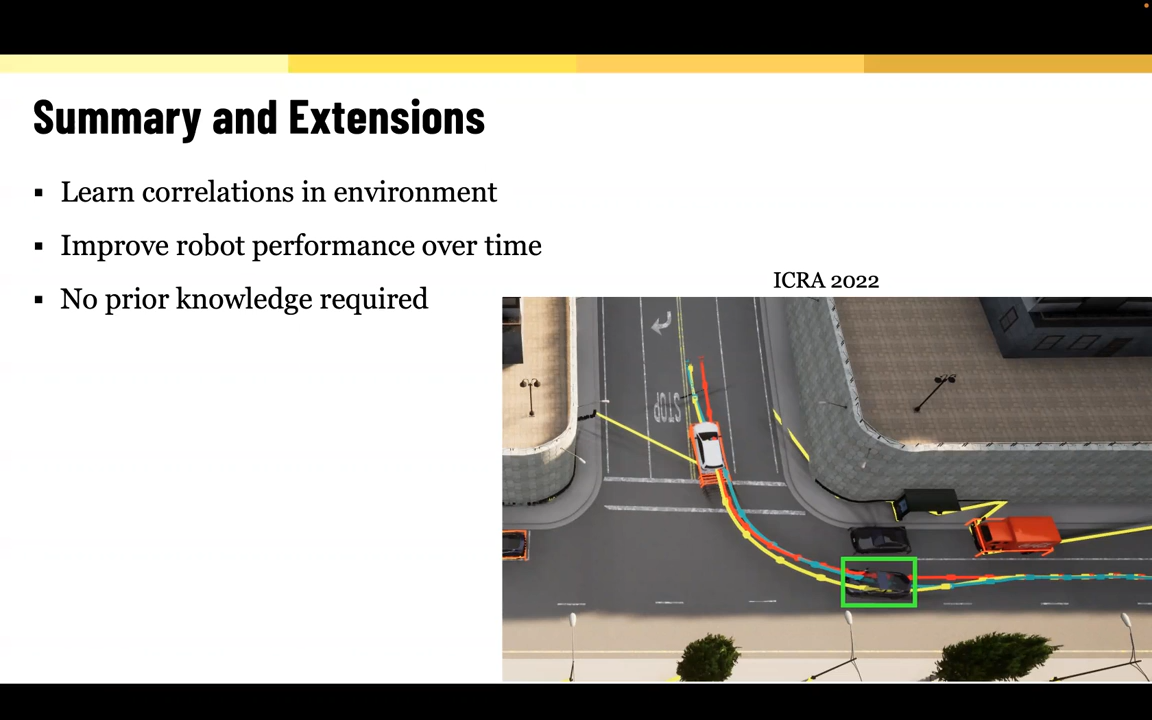 Summary and Extensions
▪ Learn correlations in environment
▪ Improve robot performance over time
▪ No prior knowledge required
ICRA 2022
STOP